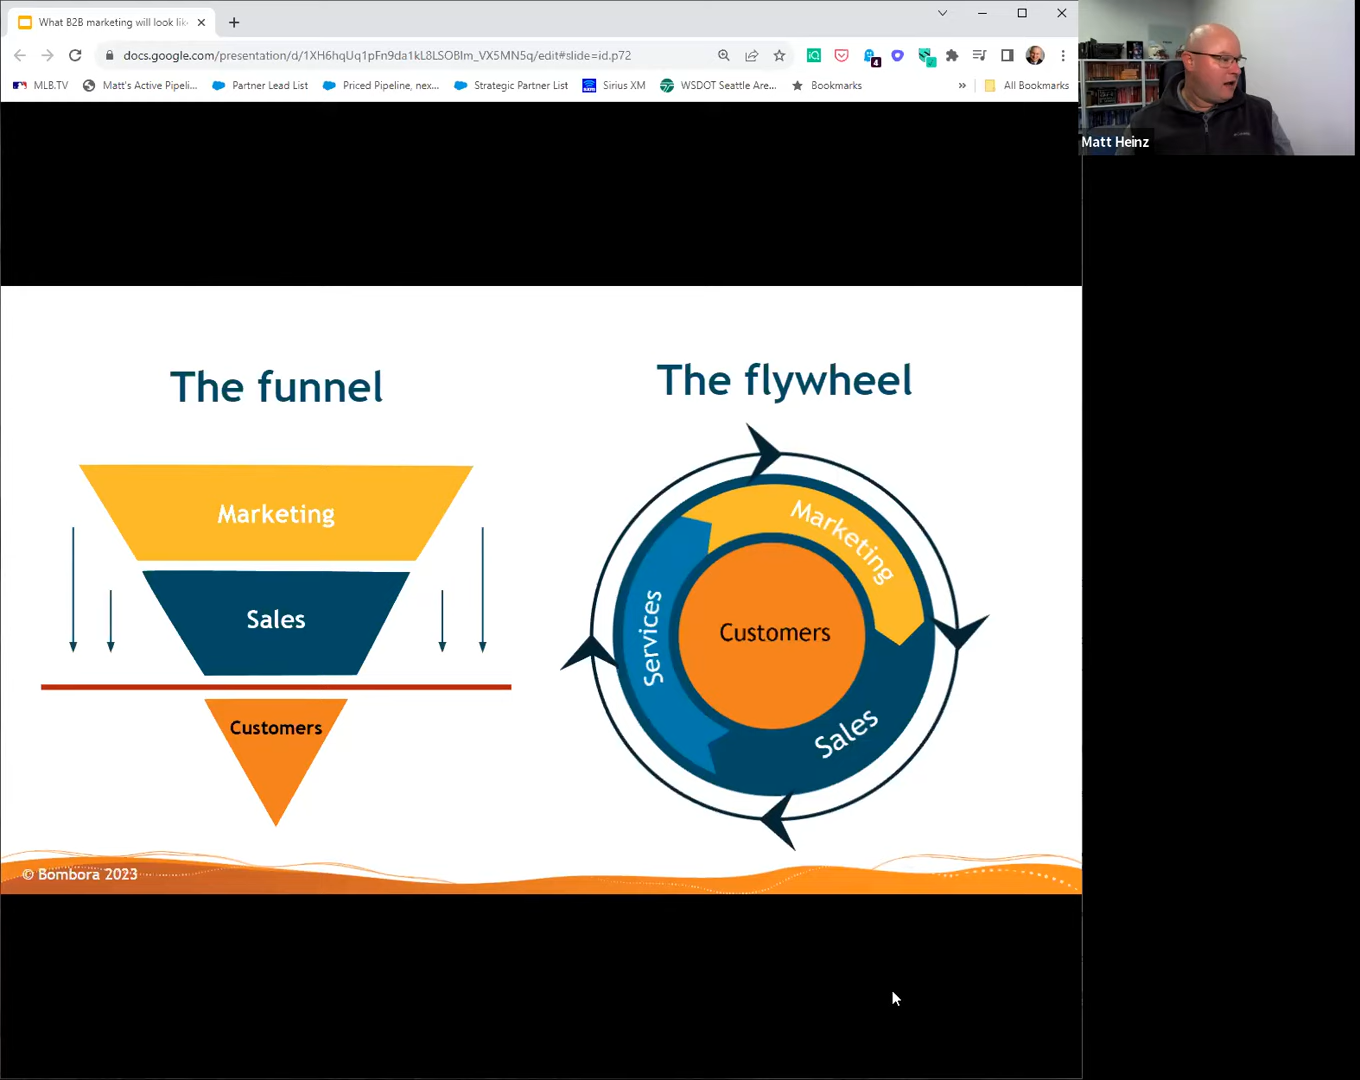 What B2B marketing will look lik
docs.google.com/presentation/d/1XH6hqUq1pFn9da1kL8LSOBIm_VX5MN5q/edit#slide=id.p72
4
MLB.TV
Matt's Active Pipeli...
Partner Lead List
Priced Pipeline, nex...
Strategic Partner List
Sirius XM
WSDOT Seattle Are...
Bookmarks
»
All Bookmarks
Matt Heinz
The funnel
Marketing
Sales
Customers
The flywheel
Marketing
Services
Customers
Sales
© Bombora 2023